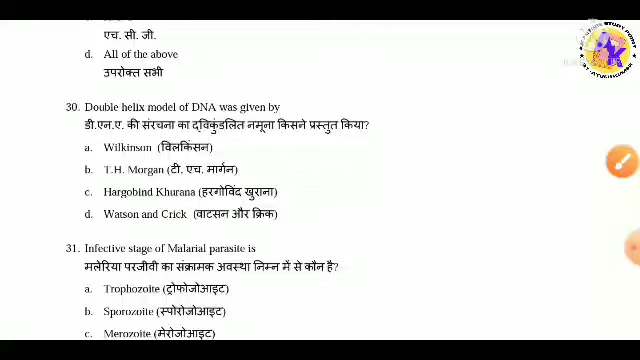 एच. सी. जी.
d. All of the above
उपरोक्त सभी
30. Double helix model of DNA was given by
डी.एन.ए. की संरचना का द्विकुंडलित नमूना किसने प्रस्तुत किया?
a. Wilkinson (विलकिंसन)
b. T.H. Morgan (टी. एच. मार्गन)
c. Hargobind Khurana (हरगोविंद खुराना)
d. Watson and Crick (वाटसन और क्रिक)
31. Infective stage of Malarial parasite is
मलेरिया परजीवी का संक्रामक अवस्था निम्न में से कौन है?
a. Trophozoite (ट्रोफोजोआइट)
b. Sporozoite (स्पोरोजोआइट)
c. Merozoite (मेरोजोआइट)